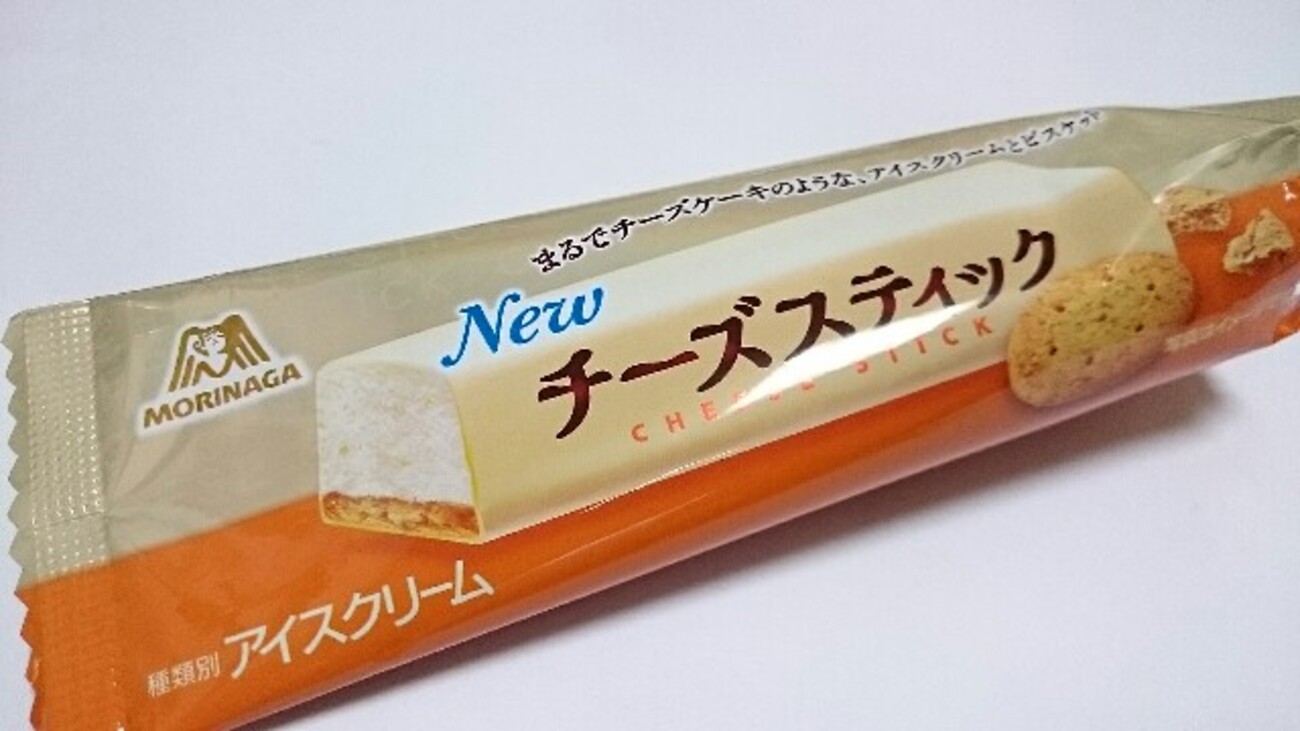 まるでチーズケーキのような、アイスクリームとビスケット
New
チーズスティック
CHEESE STICK
MORINAGA
種類別 アイスクリーム